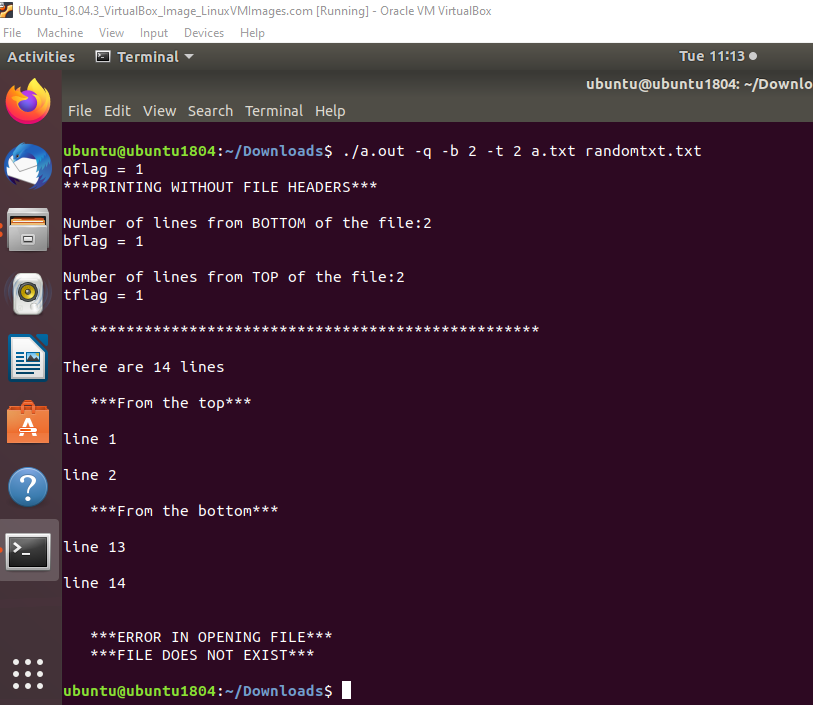 Ubuntu_18.04.3_VirtualBox_Image_LinuxVMImages.com [Running] - Oracle VM VirtualBox
File Machine View Input Devices Help
Activities Terminal Tue 11:13
ubuntu@ubuntu1804: ~/Downlo
File Edit View Search Terminal Help
ubuntu@ubuntu1804:~/Downloads$ ./a.out -q -b 2 -t 2 a.txt randomtxt.txt
qflag = 1
***PRINTING WITHOUT FILE HEADERS***
Number of lines from BOTTOM of the file:2
bflag = 1
Number of lines from TOP of the file:2
tflag = 1
**************************************************
There are 14 lines
***From the top***
line 1
line 2
***From the bottom***
line 13
line 14
***ERROR IN OPENING FILE***
***FILE DOES NOT EXIST***
ubuntu@ubuntu1804:~/Downloads$